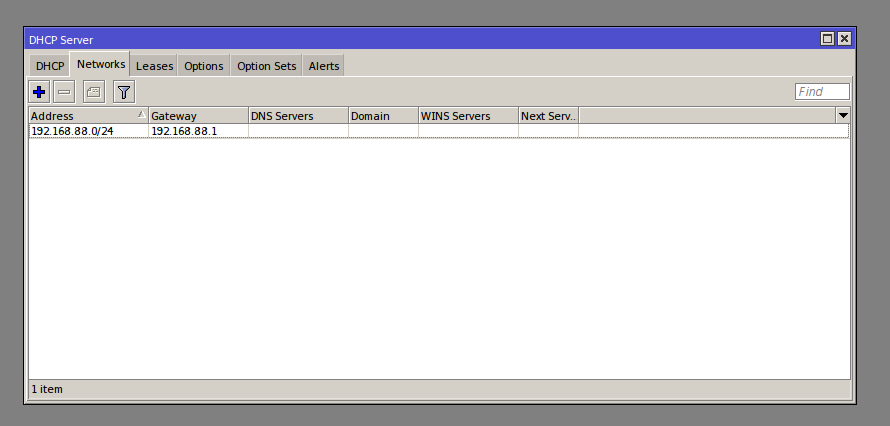 DHCP Server
DHCP Networks Leases Options Option Sets Alerts
Find
Address Gateway DNS Servers Domain WINS Servers Next Serv..
192.168.88.0/24 192.168.88.1
1 item